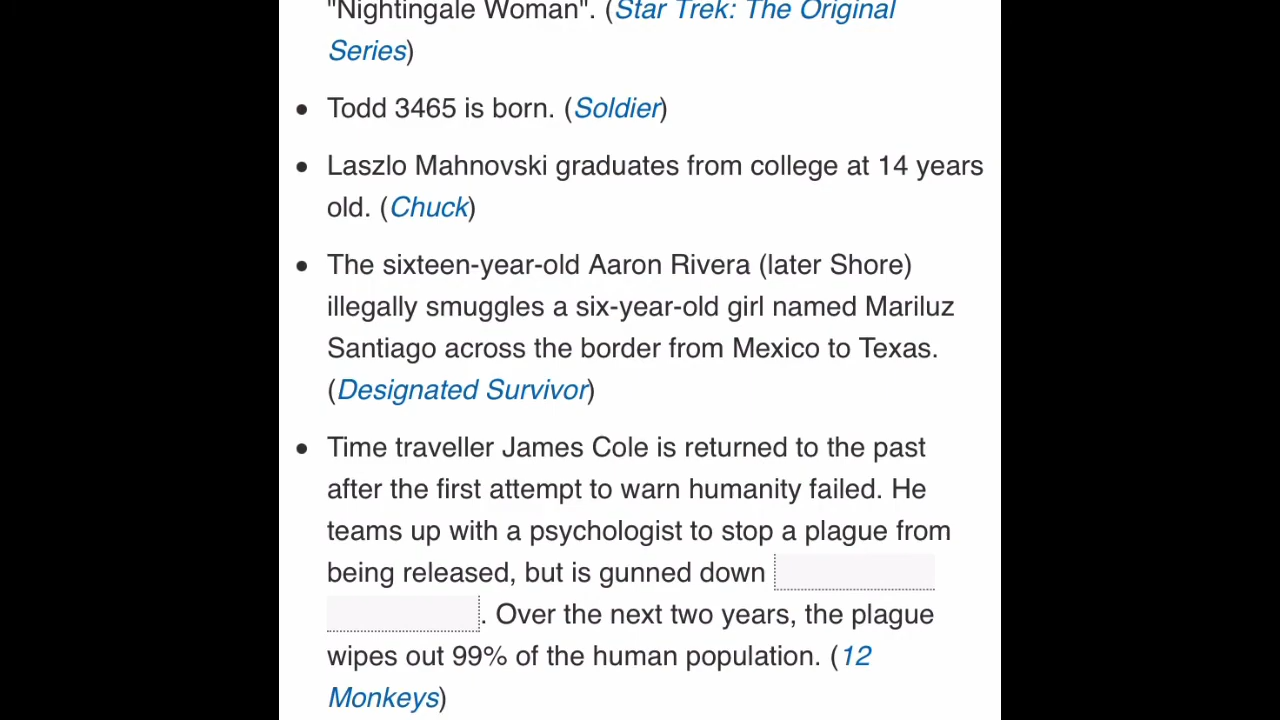 "Nightingale Woman". (Star Trek: The Original
Series)
• Todd 3465 is born. (Soldier)
• Laszlo Mahnovski graduates from college at 14 years
old. (Chuck)
• The sixteen-year-old Aaron Rivera (later Shore)
illegally smuggles a six-year-old girl named Mariluz
Santiago across the border from Mexico to Texas.
(Designated Survivor)
• Time traveller James Cole is returned to the past
after the first attempt to warn humanity failed. He
teams up with a psychologist to stop a plague from
being released, but is gunned down
. Over the next two years, the plague
wipes out 99% of the human population. (12
Monkeys)